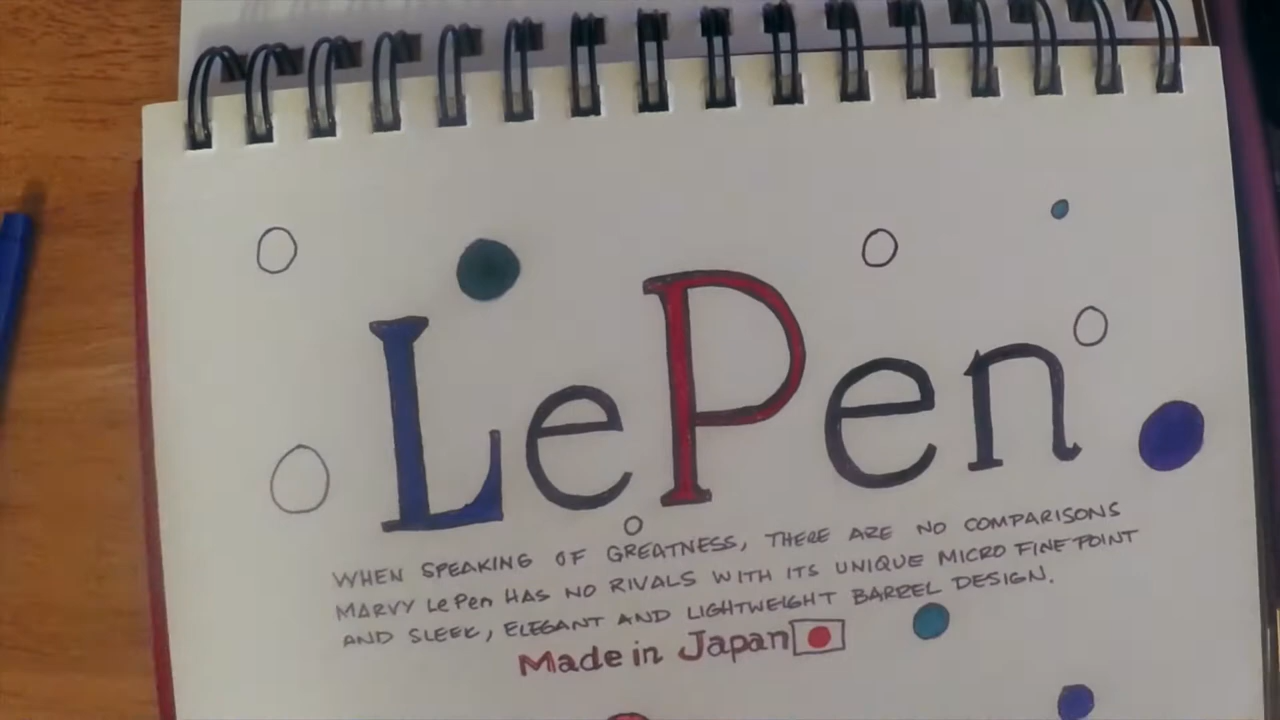 LePen
WHEN SPEAKING OF GREATNESS, THERE ARE NO COMPARISONS
MARVY LePen HAS NO RIVALS WITH ITS UNIQUE MICRO FINE POINT
AND SLEEK, ELEGANT AND LIGHTWEIGHT BARREL DESIGN.
Made in Japan